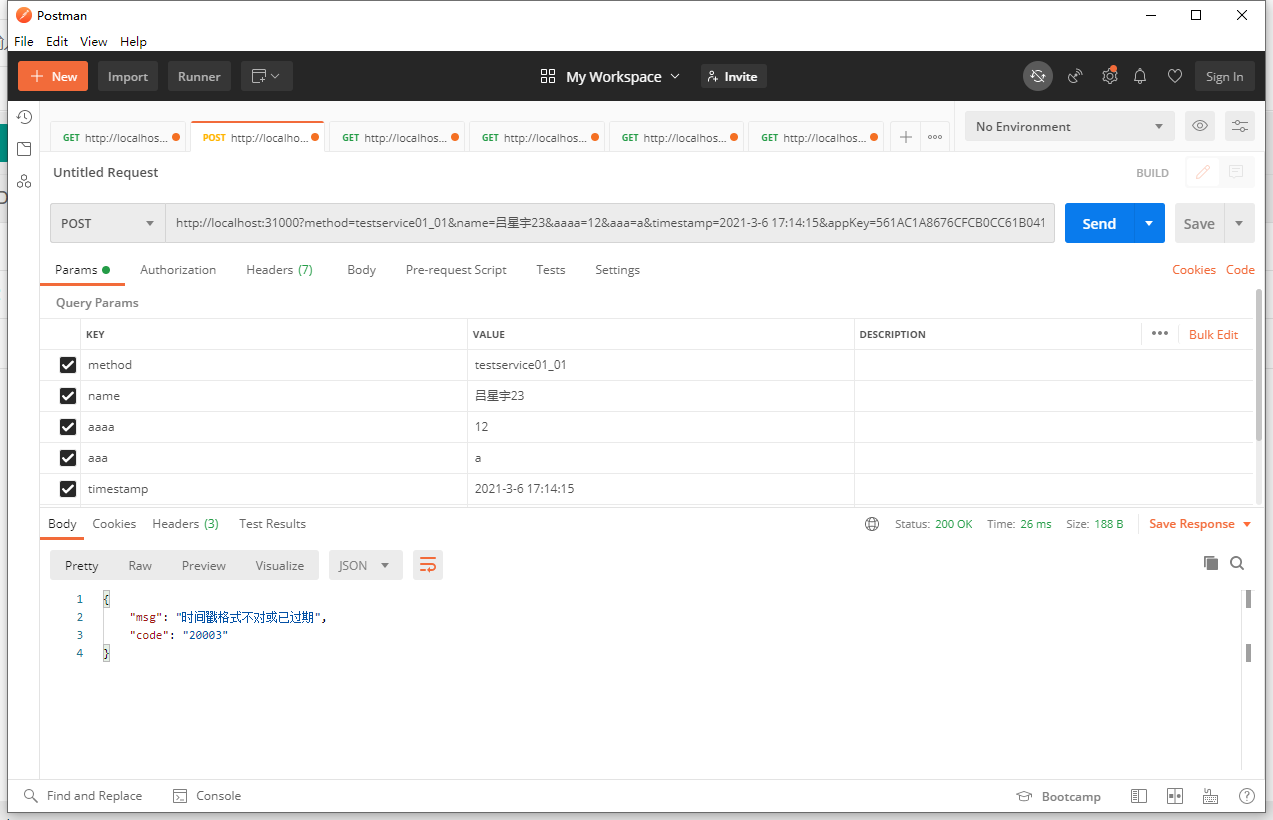 Postman
File Edit View Help
New Import Runner My Workspace Invite Sign In
GET http://localhos... POST http://localho... GET http://localhos... GET http://localhos... GET http://localhos... GET http://localhos... No Environment
Untitled Request BUILD
POST http://localhost:31000?method=testservice01_01&name=吕星宇23&aaaa=12&aaa=a&timestamp=2021-3-6 17:14:15&appKey=561AC1A8676CFCB0CC61B041 Send Save
Params Authorization Headers (7) Body Pre-request Script Tests Settings Cookies Code
Query Params
KEY VALUE DESCRIPTION Bulk Edit
method testservice01_01
name 吕星宇23
aaaa 12
aaa a
timestamp 2021-3-6 17:14:15
Body Cookies Headers (3) Test Results Status: 200 OK Time: 26 ms Size: 188 B Save Response
Pretty Raw Preview Visualize JSON
1 {
2 "msg": "时间戳格式不对或已过期",
3 "code": "20003"
4 }
Find and Replace Console Bootcamp